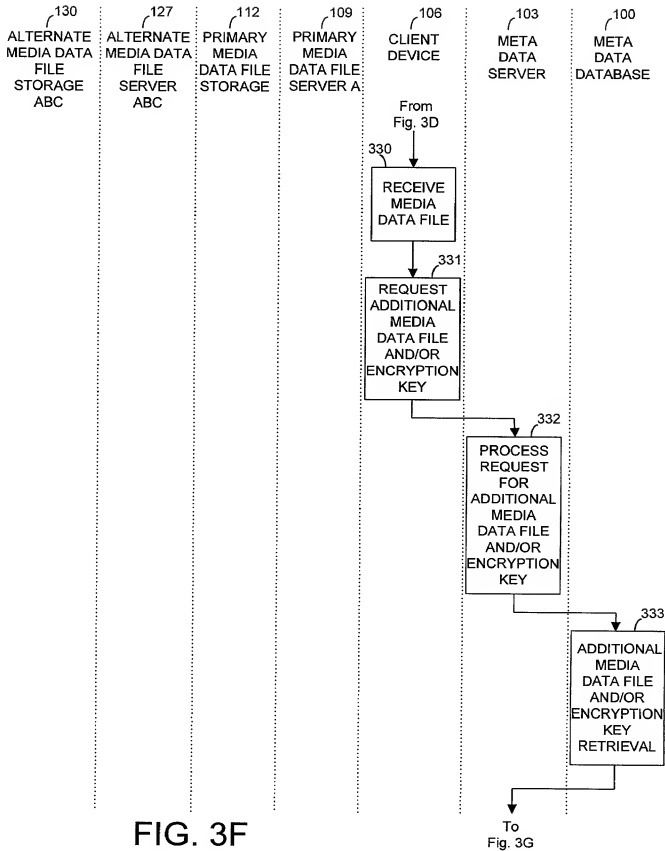 130
ALTERNATE
MEDIA DATA
FILE
STORAGE
ABC
127
ALTERNATE
MEDIA DATA
FILE
SERVER
ABC
112
PRIMARY
MEDIA
DATA FILE
STORAGE
109
PRIMARY
MEDIA
DATA FILE
SERVER A
106
CLIENT
DEVICE
103
META
DATA
SERVER
100
META
DATA
DATABASE
From
Fig. 3D
330
RECEIVE
MEDIA
DATA FILE
331
REQUEST
ADDITIONAL
MEDIA
DATA FILE
AND/OR
ENCRYPTION
KEY
332
PROCESS
REQUEST
FOR
ADDITIONAL
MEDIA
DATA FILE
AND/OR
ENCRYPTION
KEY
333
ADDITIONAL
MEDIA
DATA FILE
AND/OR
ENCRYPTION
KEY
RETRIEVAL
To
Fig. 3G
FIG. 3F